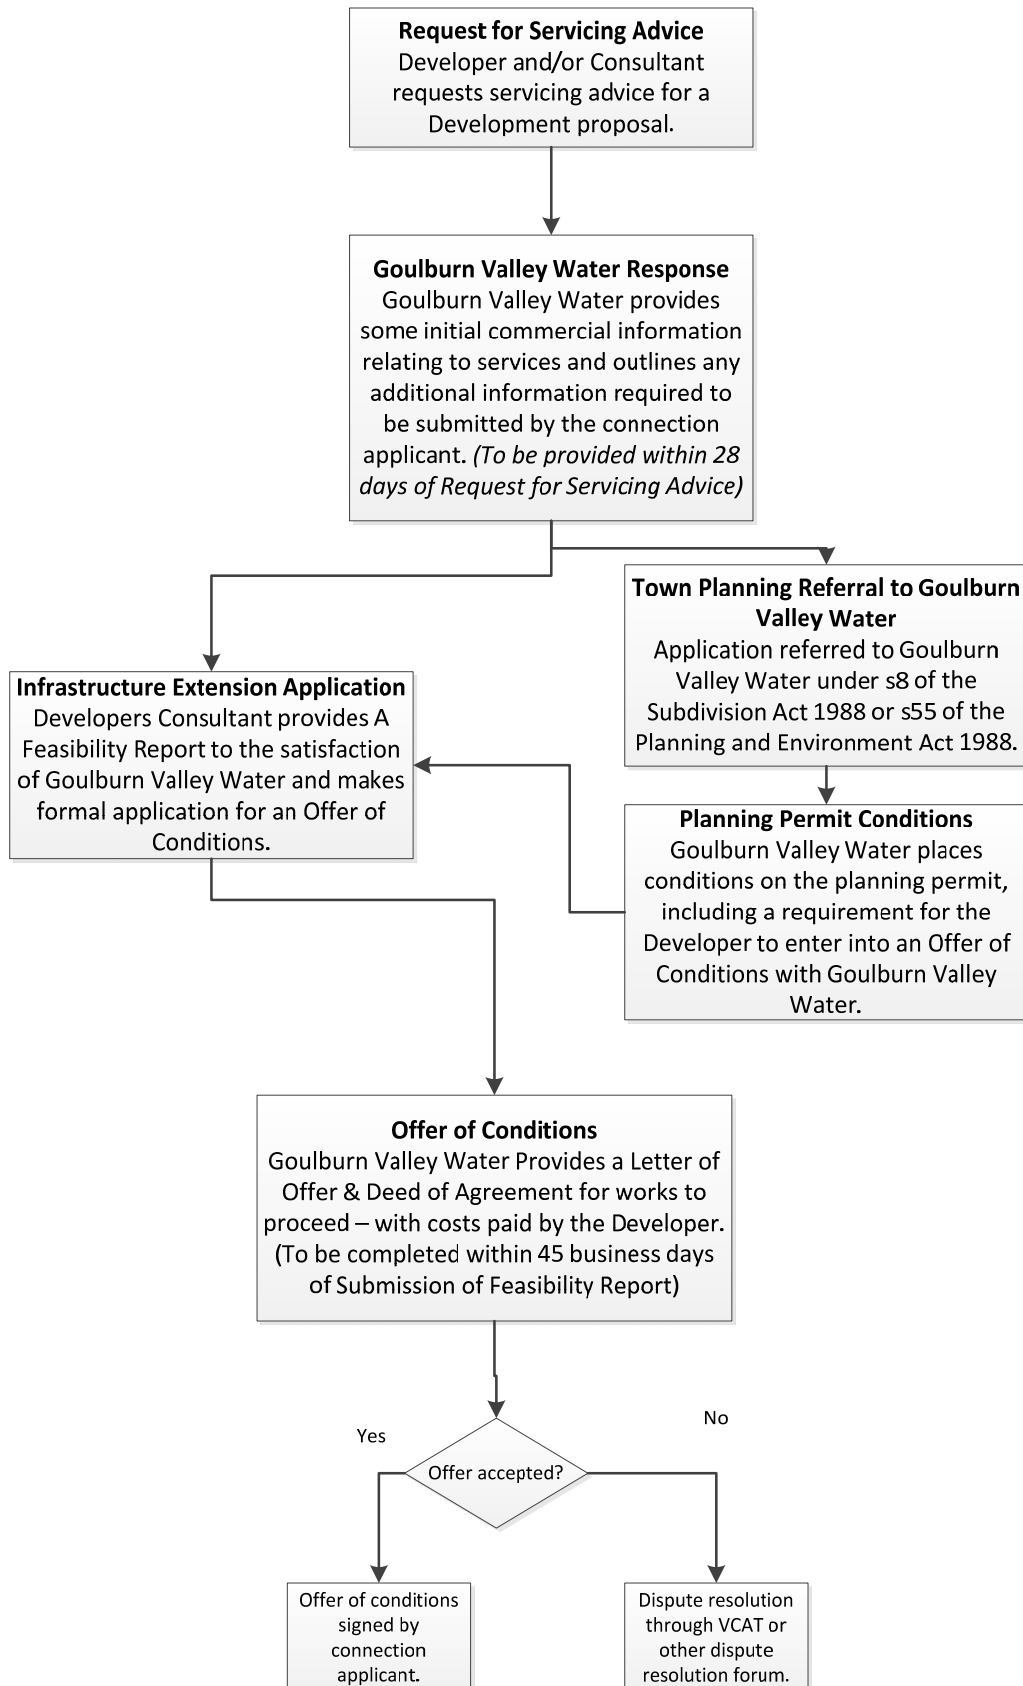 Request for Servicing Advice
Developer and/or Consultant
requests servicing advice for a
Development proposal.
Goulburn Valley Water Response
Goulburn Valley Water provides
some initial commercial information
relating to services and outlines any
additional information required to
be submitted by the connection
applicant. (To be provided within 28
days of Request for Servicing Advice)
Town Planning Referral to Goulburn
Valley Water
Application referred to Goulburn
Valley Water under s8 of the
Subdivision Act 1988 or s55 of the
Planning and Environment Act 1988.
Infrastructure Extension Application
Developers Consultant provides A
Feasibility Report to the satisfaction
of Goulburn Valley Water and makes
formal application for an Offer of
Conditions.
Planning Permit Conditions
Goulburn Valley Water places
conditions on the planning permit,
including a requirement for the
Developer to enter into an Offer of
Conditions with Goulburn Valley
Water.
Offer of Conditions
Goulburn Valley Water Provides a Letter of
Offer & Deed of Agreement for works to
proceed – with costs paid by the Developer.
(To be completed within 45 business days
of Submission of Feasibility Report)
Yes
No
Offer accepted?
Offer of conditions
signed by
connection
applicant.
Dispute resolution
through VCAT or
other dispute
resolution forum.